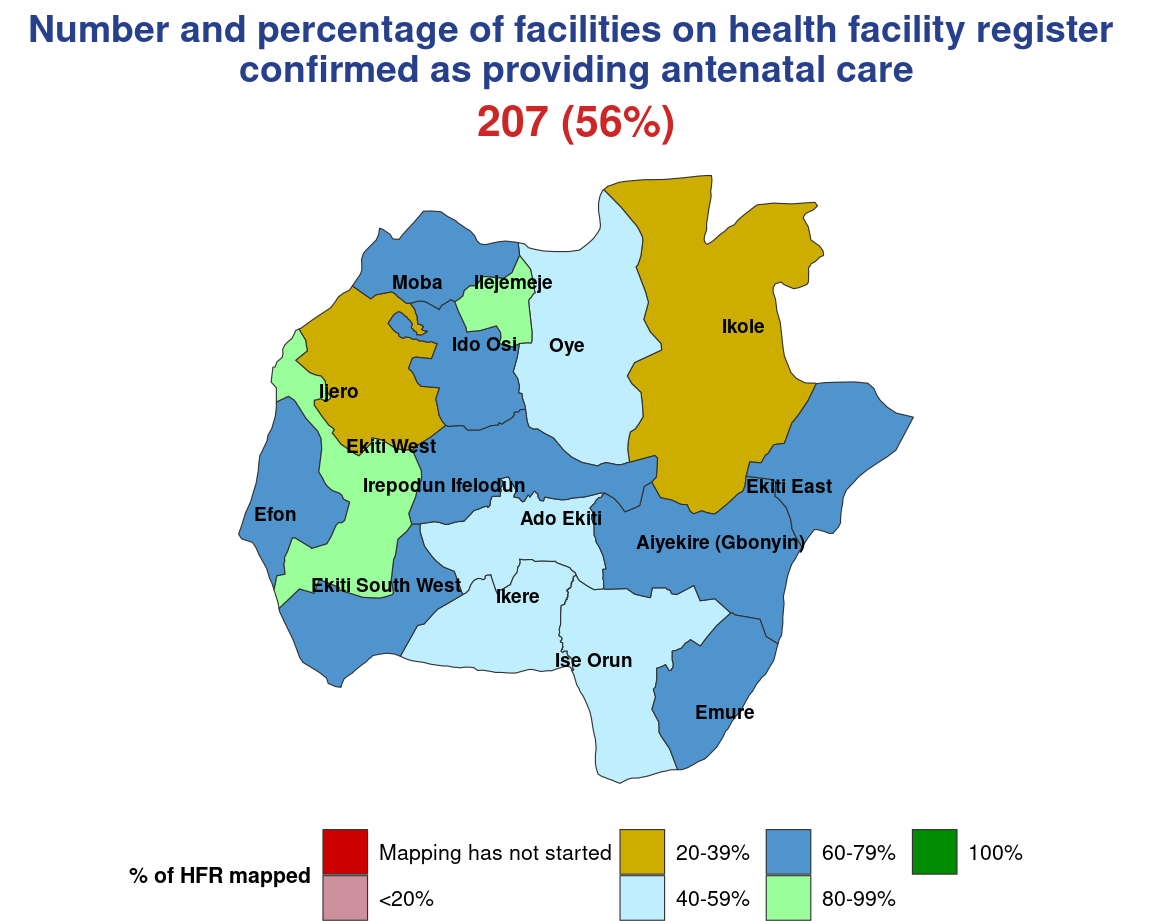 Number and percentage of facilities on health facility register
confirmed as providing antenatal care
207 (56%)
Moba
Ilejemeje
Ikole
Ido Osi
Oye
Ijero
Ekiti West
Irepodun Ifelodun
Ekiti East
Efon
Ado Ekiti
Aiyekire (Gbonyin)
Ekiti South West
Ikere
Ise Orun
Emure
% of HFR mapped
Mapping has not started
<20%
20-39%
40-59%
60-79%
80-99%
100%